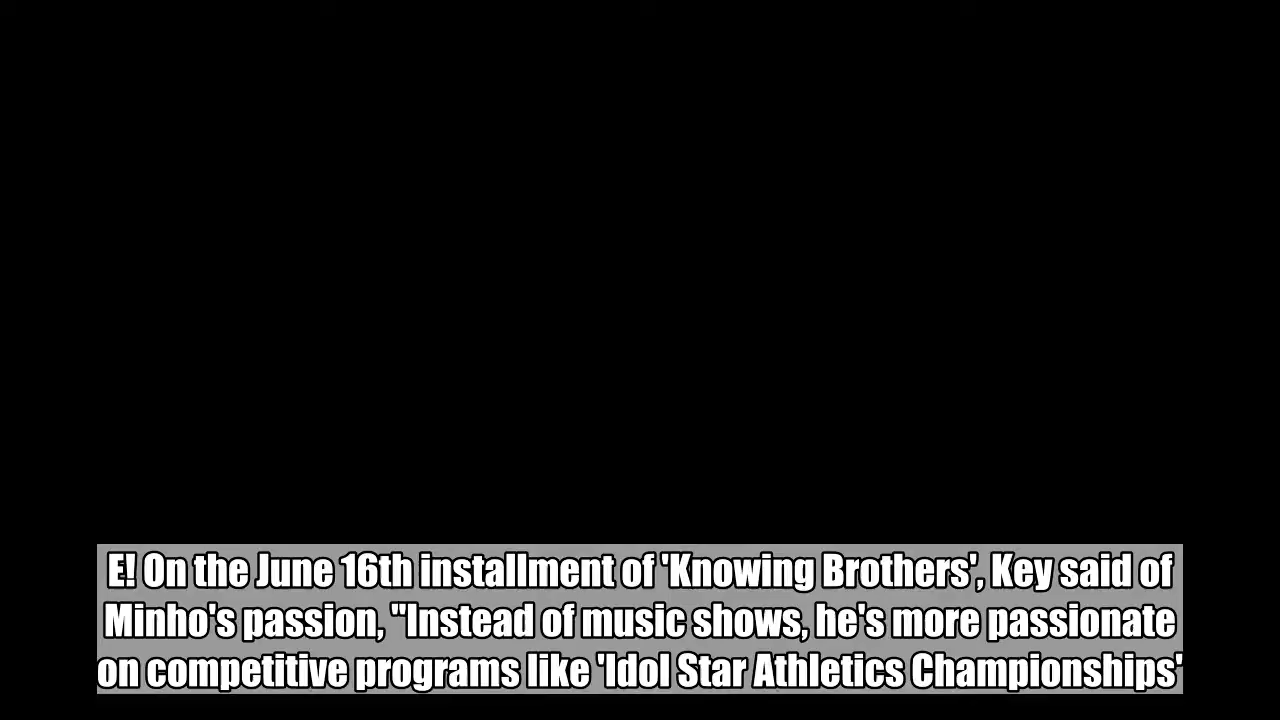 E! On the June 16th installment of 'Knowing Brothers', Key said of
Minho's passion, "Instead of music shows, he's more passionate
on competitive programs like 'Idol Star Athletics Championships'